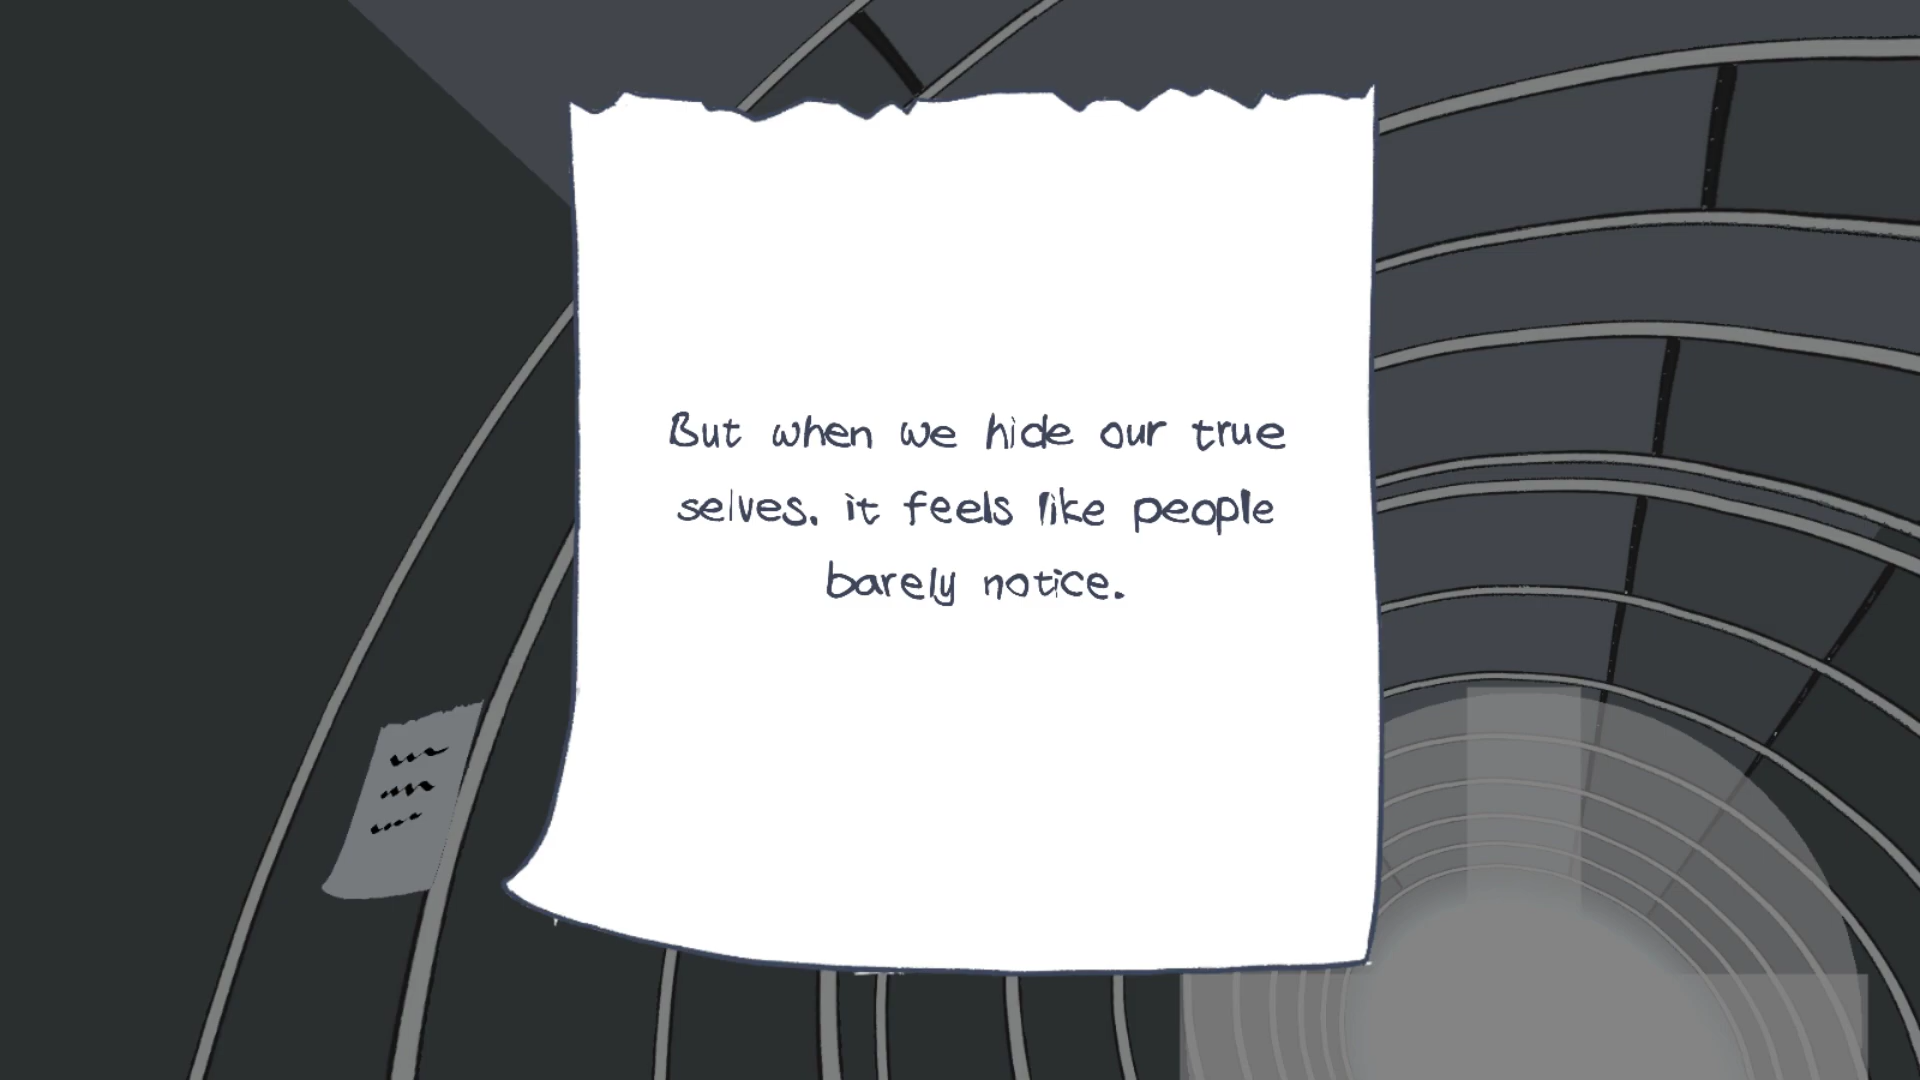 But when we hide our true
selves. it feels like people
barely notice.